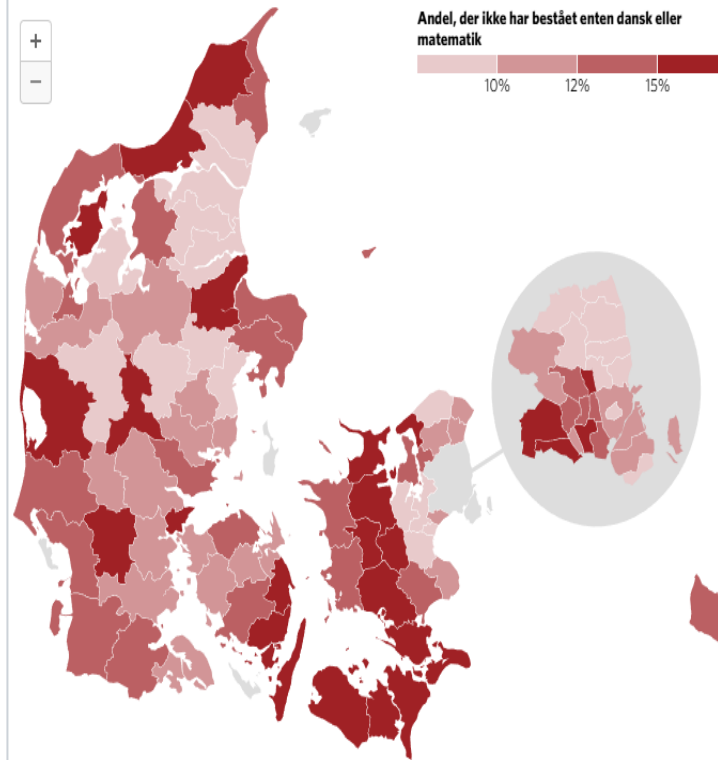 +
−
Andel, der ikke har bestået enten dansk eller
matematik
10% 12% 15%